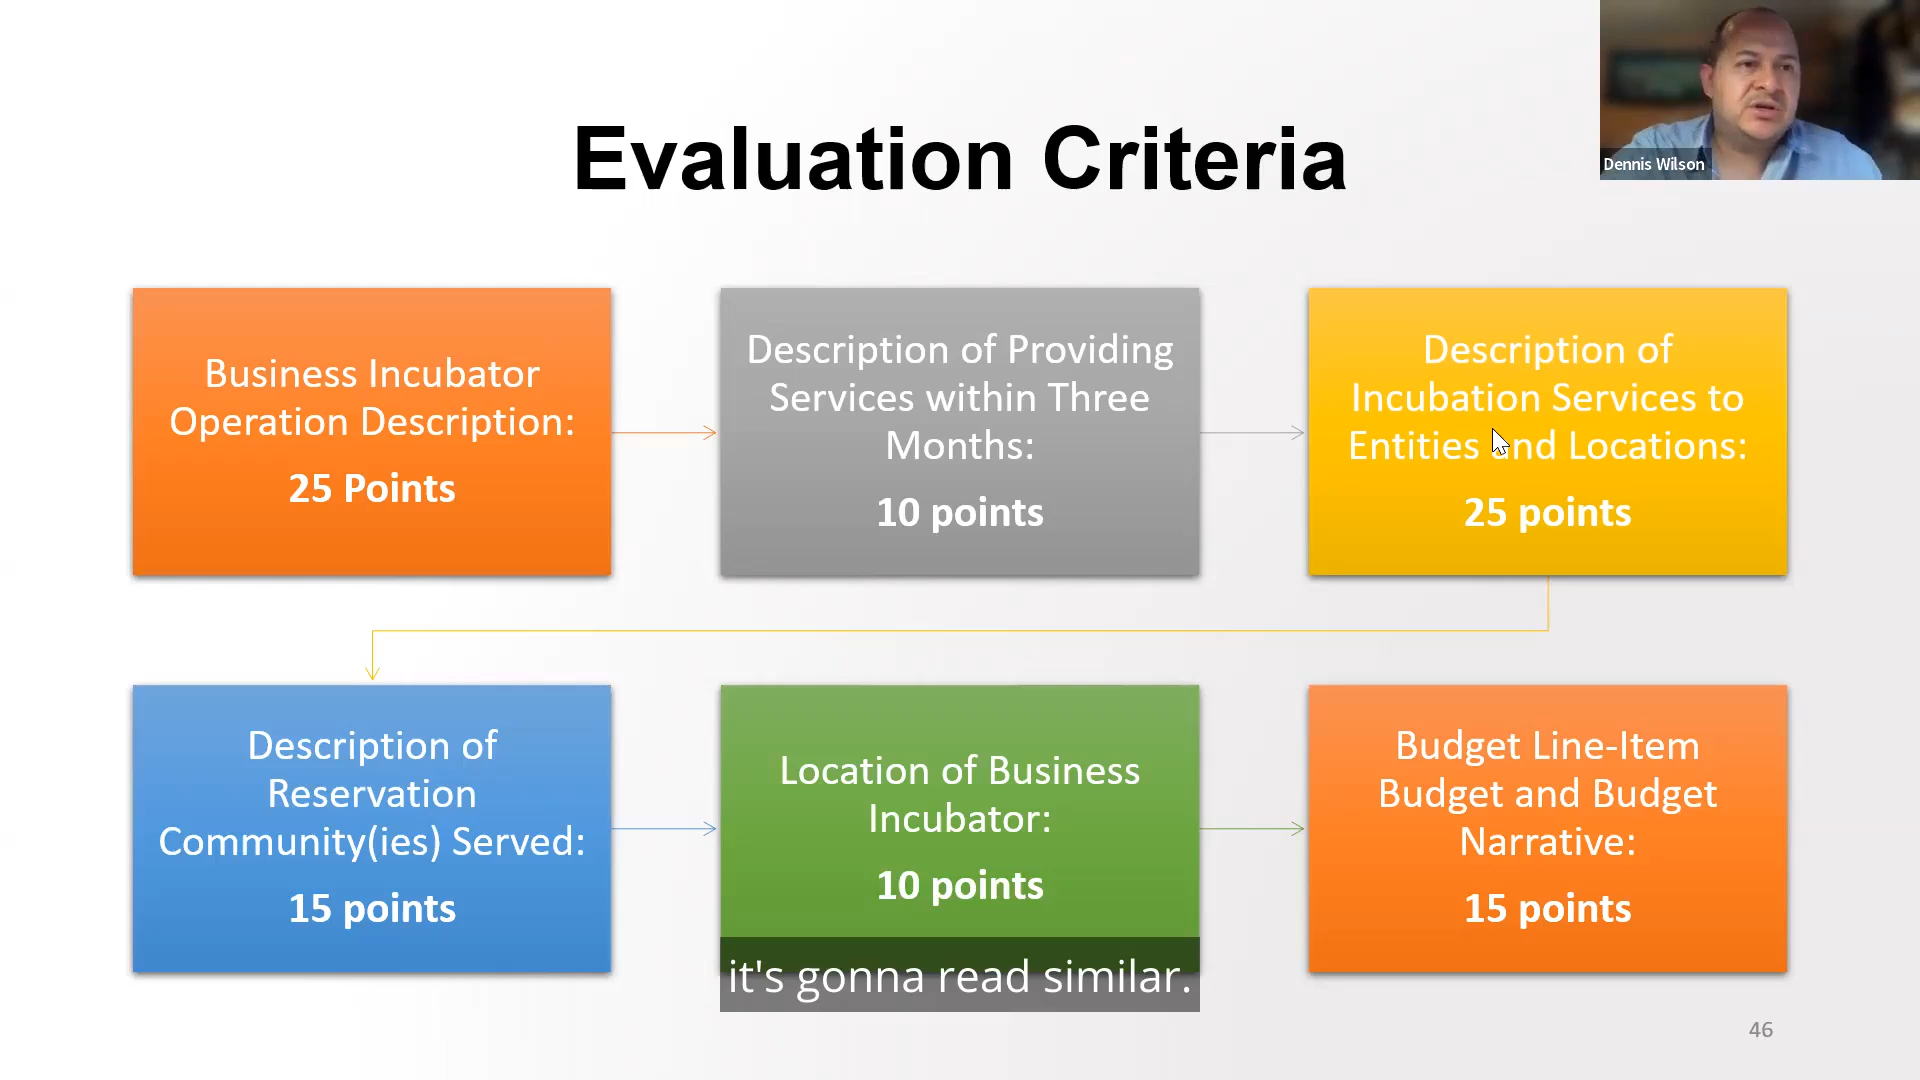 Evaluation Criteria
Dennis Wilson
Business Incubator
Operation Description:
25 Points
Description of Providing
Services within Three
Months:
10 points
Description of
Incubation Services to
Entities and Locations:
25 points
Description of
Reservation
Community(ies) Served:
15 points
Location of Business
Incubator:
10 points
Budget Line-Item
Budget and Budget
Narrative:
15 points
it's gonna read similar.
46